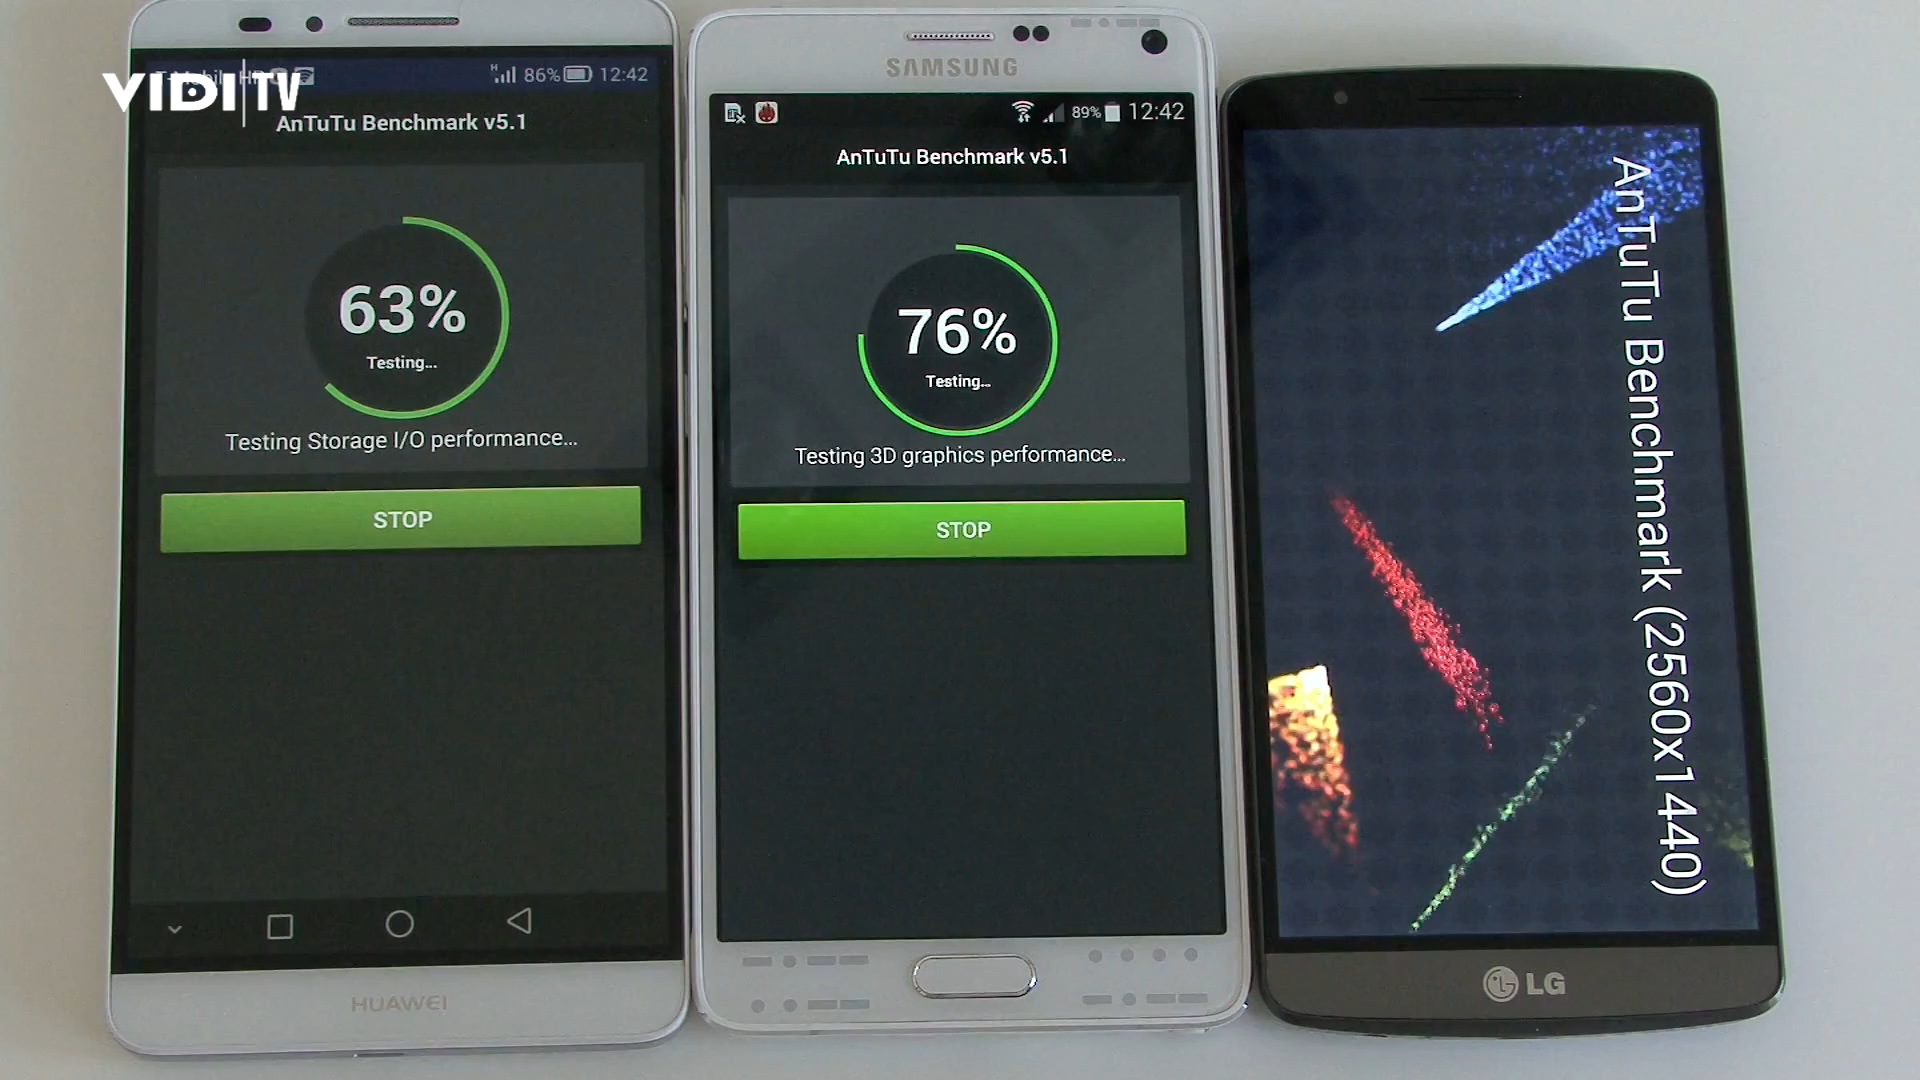 VIDI TV
86% 12:42
AnTuTu Benchmark v5.1
63%
Testing...
Testing Storage I/O performance...
STOP
HUAWEI
SAMSUNG
89% 12:42
AnTuTu Benchmark v5.1
76%
Testing...
Testing 3D graphics performance...
STOP
AnTuTu Benchmark (2560x1440)
LG